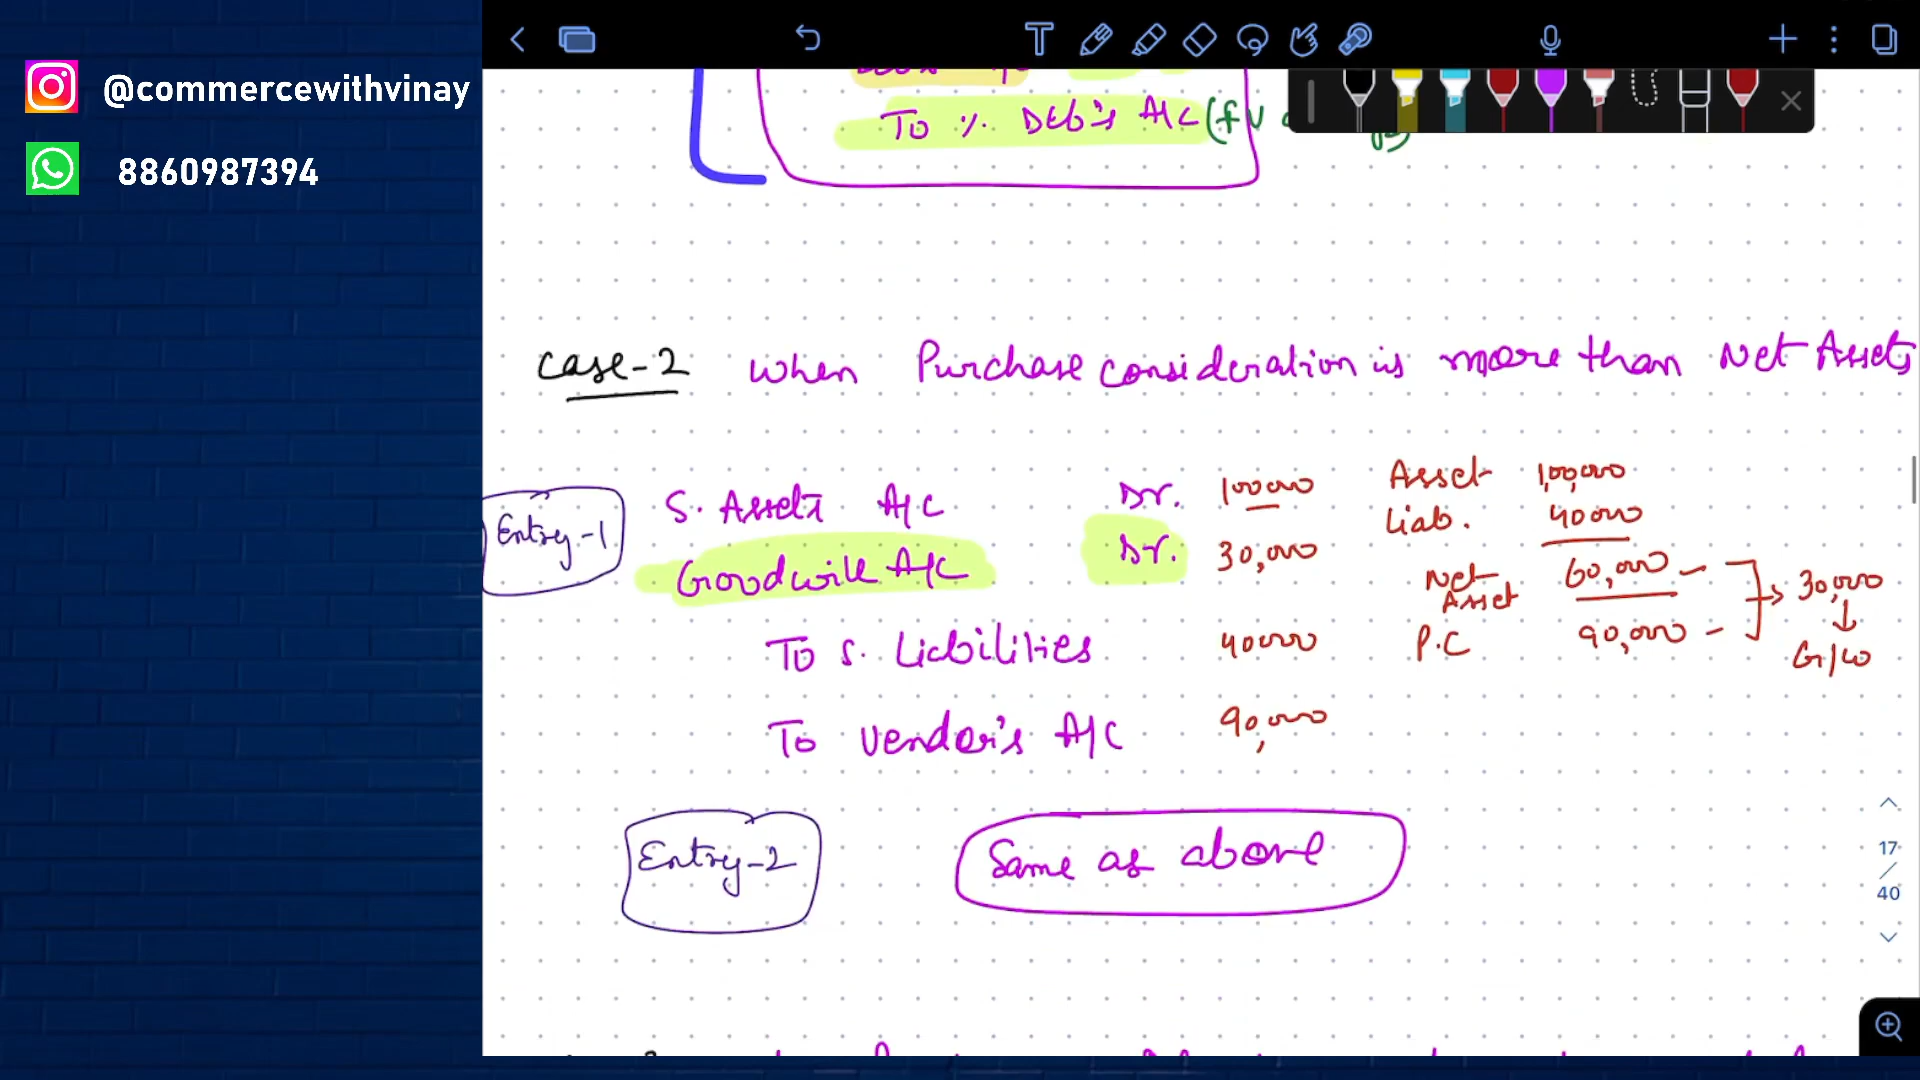 @commercewithvinay
8860987394
To % Deb's A/C (f v
Case-2 When Purchase consideration is more than Net Assets
Entry-1
S. Assets A/C Dr. 100000
Goodwill A/C Dr. 30,000
To S. Liabilities 40000
To Vendor's A/C 90,000
Asset 1,00,000
Liab. 40000
Net Asset 60,000
P.C 90,000
30,000
G/W
Entry-2
Same as above
17
/
40